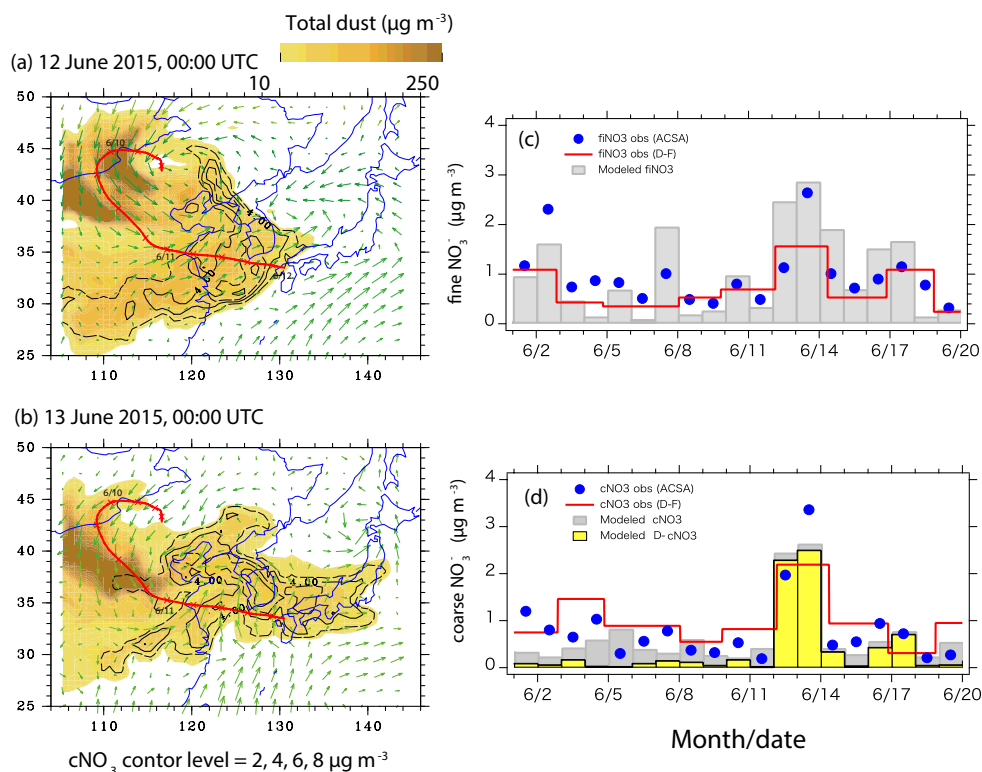 Total dust (µg m-3)
(a) 12 June 2015, 00:00 UTC
10 250
50
45
40
35
30
25
110 120 130 140
6/10
6/11
6/12
4.00
(b) 13 June 2015, 00:00 UTC
50
45
40
35
30
25
110 120 130 140
6/10
6/11
4.00
4.00
cNO3 contor level = 2, 4, 6, 8 µg m-3
(c)
fiNO3 obs (ACSA)
fiNO3 obs (D-F)
Modeled fiNO3
fine NO3- (µg m-3)
4
3
2
1
0
6/2 6/5 6/8 6/11 6/14 6/17 6/20
(d)
cNO3 obs (ACSA)
cNO3 obs (D-F)
Modeled cNO3
Modeled D-cNO3
coarse NO3- (µg m-3)
4
3
2
1
0
6/2 6/5 6/8 6/11 6/14 6/17 6/20
Month/date